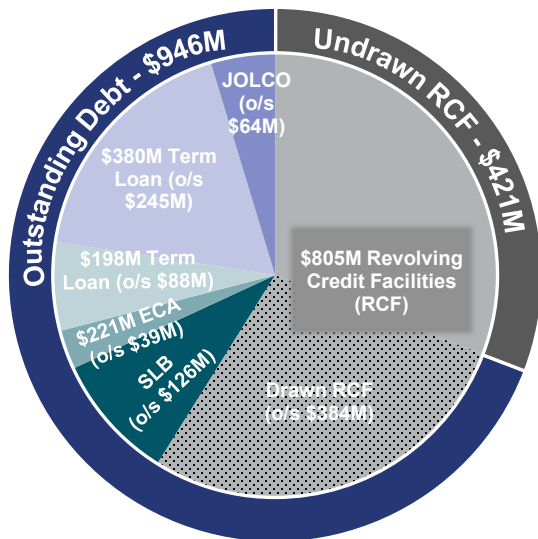 Outstanding Debt - $946M
Undrawn RCF - $421M
JOLCO
(o/s
$64M)
$380M Term
Loan (o/s
$245M)
$198M Term
Loan (o/s $88M)
$221M ECA
(o/s $39M)
SLB
(o/s $126M)
$805M Revolving
Credit Facilities
(RCF)
Drawn RCF
(o/s $384M)